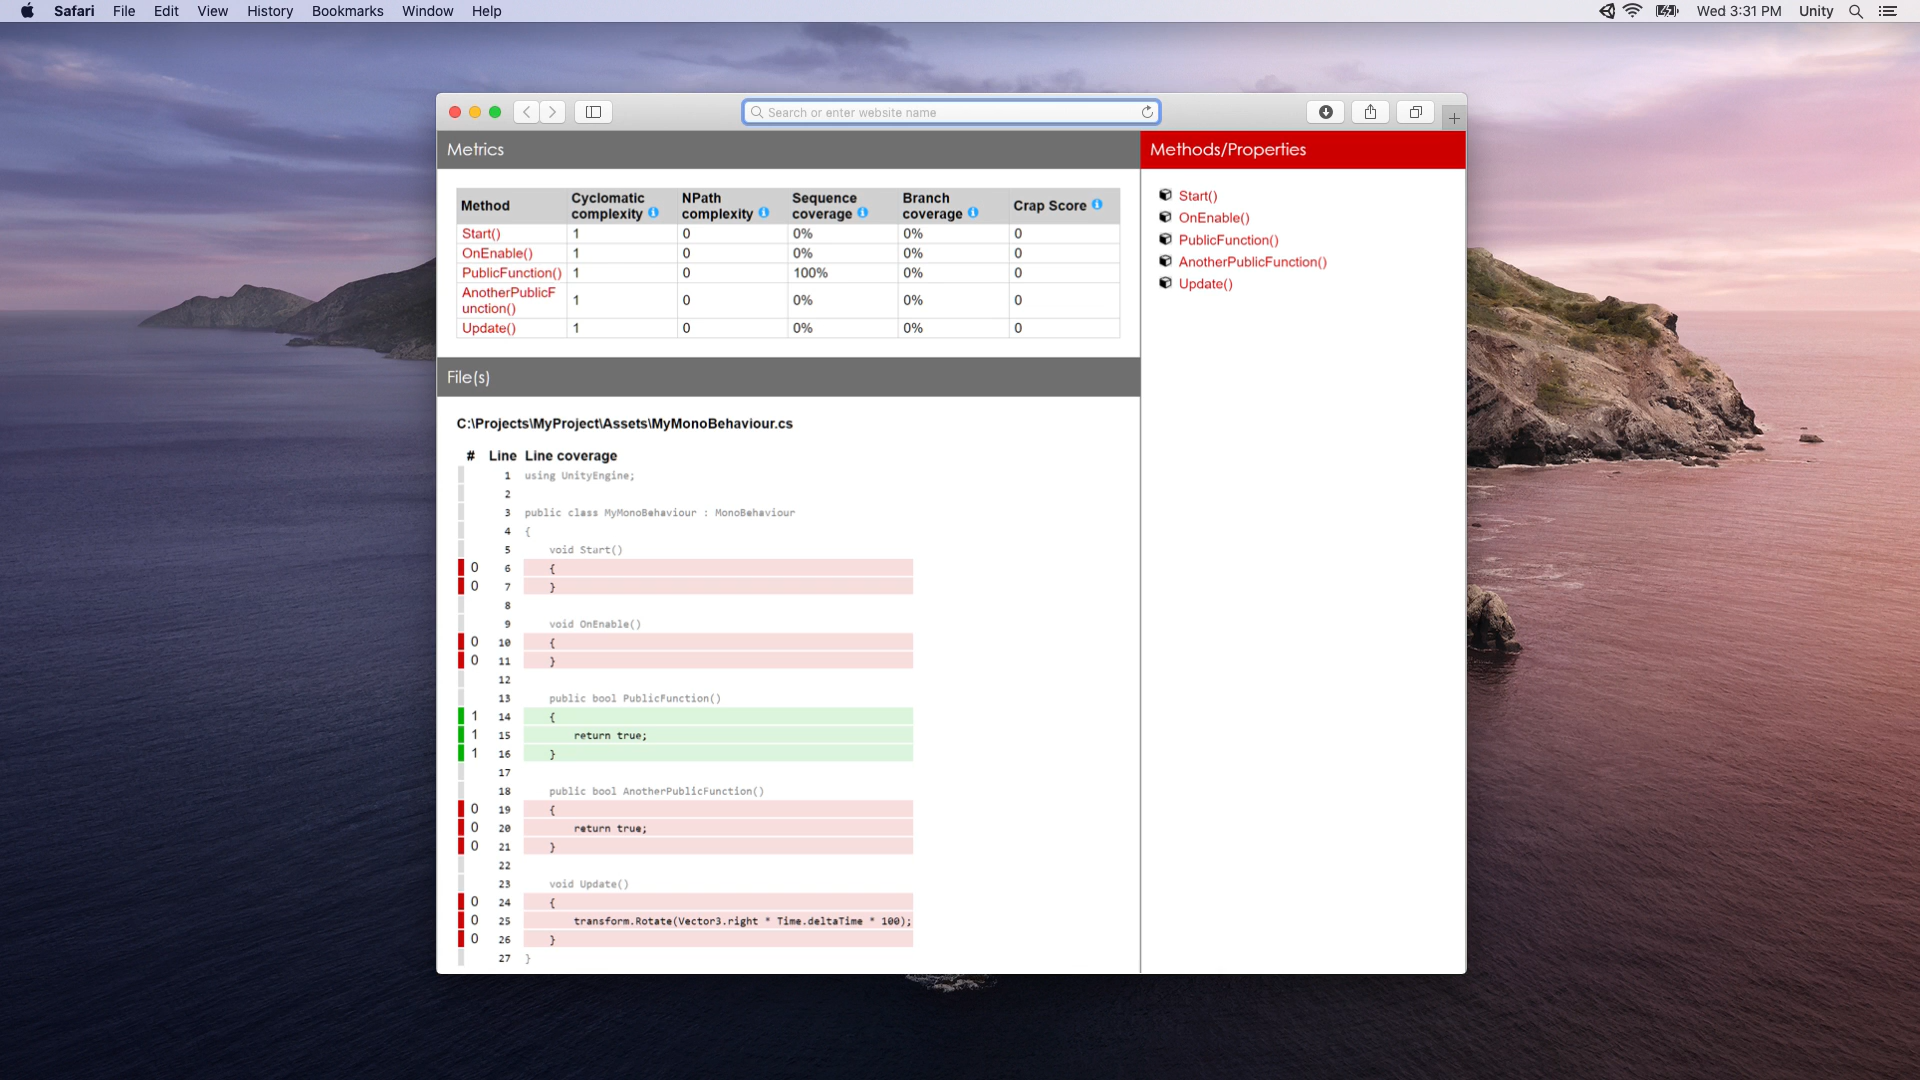 Safari File Edit View History Bookmarks Window Help Wed 3:31 PM Unity
Search or enter website name
Metrics
Method Cyclomatic complexity NPath complexity Sequence coverage Branch coverage Crap Score
Start() 1 0 0% 0% 0
OnEnable() 1 0 0% 0% 0
PublicFunction() 1 0 100% 0% 0
AnotherPublicFunction() 1 0 0% 0% 0
Update() 1 0 0% 0% 0
File(s)
C:\Projects\MyProject\Assets\MyMonoBehaviour.cs
# Line Line coverage
1 using UnityEngine;
2
3 public class MyMonoBehaviour : MonoBehaviour
4 {
5 void Start()
0 6 {
0 7 }
8
9 void OnEnable()
0 10 {
0 11 }
12
13 public bool PublicFunction()
1 14 {
1 15 return true;
1 16 }
17
18 public bool AnotherPublicFunction()
0 19 {
0 20 return true;
0 21 }
22
23 void Update()
0 24 {
0 25 transform.Rotate(Vector3.right * Time.deltaTime * 100);
0 26 }
27 }
Methods/Properties
Start()
OnEnable()
PublicFunction()
AnotherPublicFunction()
Update()